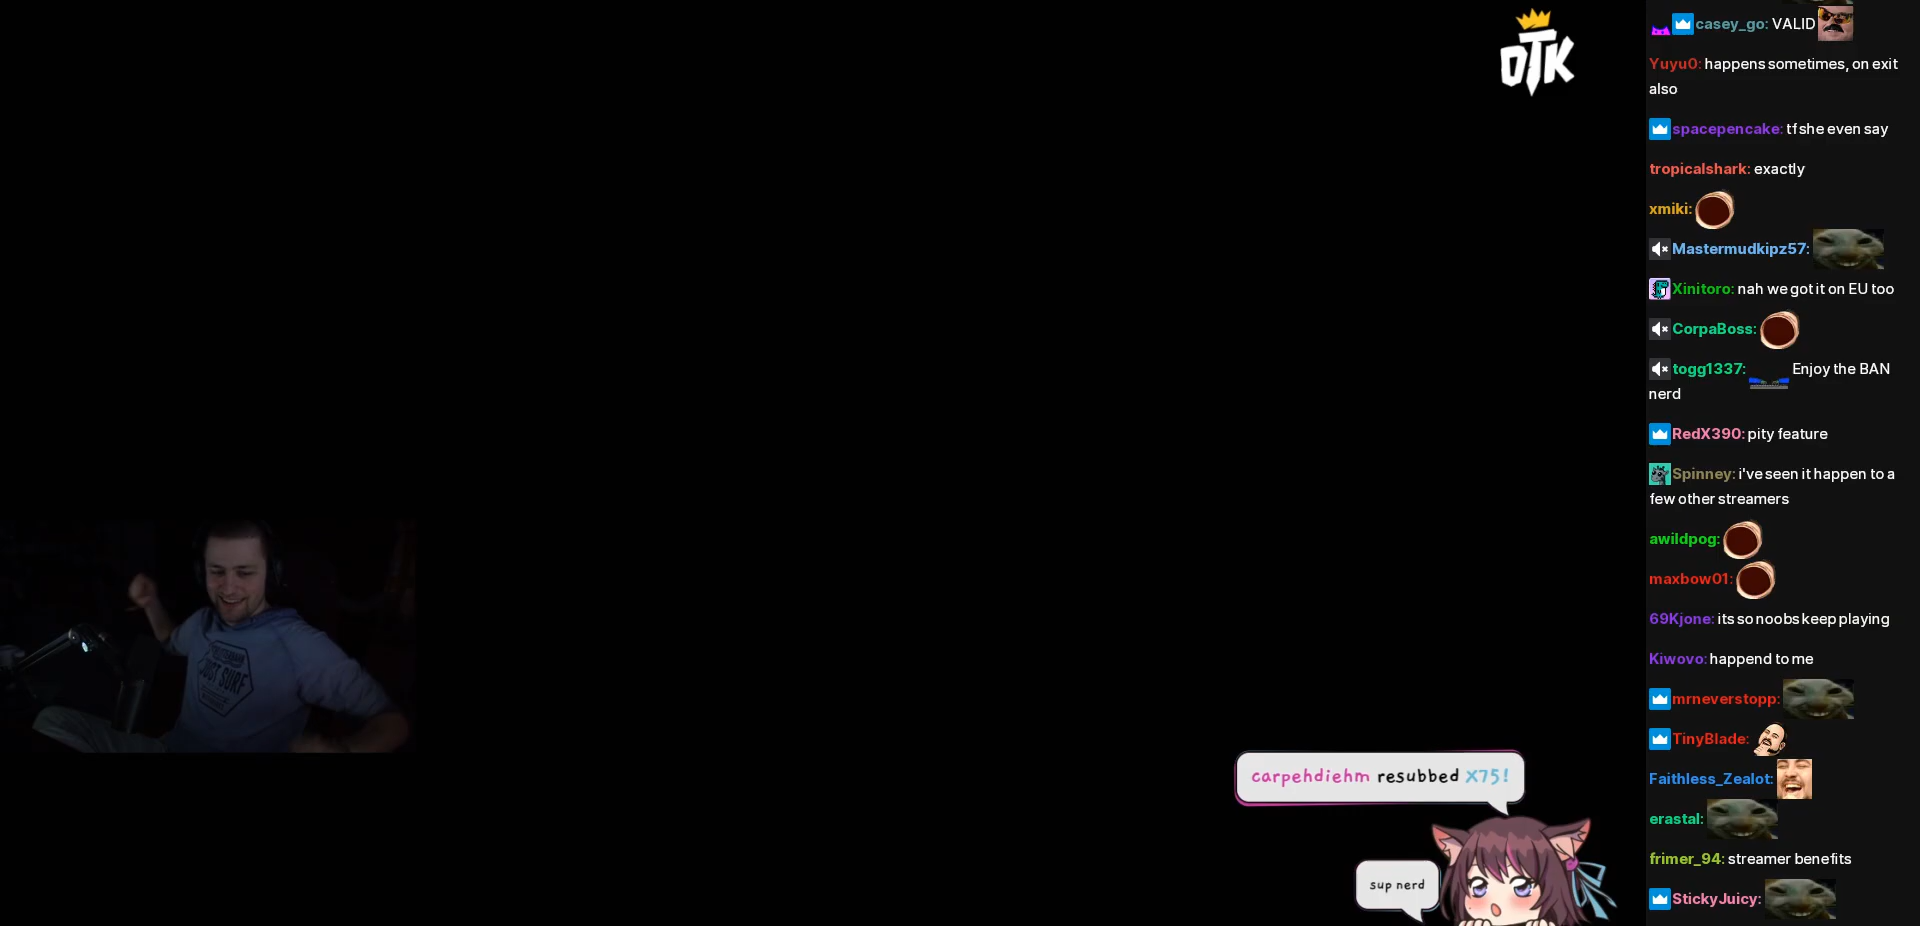 OTK
casey_go: VALID
Yuyu0: happens sometimes, on exit
also
spacepencake: tf she even say
tropicalshark: exactly
xmiki:
Mastermudkipz57:
Xinitoro: nah we got it on EU too
CorpaBoss:
togg1337: Enjoy the BAN
nerd
RedX390: pity feature
Spinney: i've seen it happen to a
few other streamers
awildpog:
maxbow01:
69Kjone: its so noobs keep playing
Kiwovo: happend to me
mrneverstopp:
TinyBlade:
Faithless_Zealot:
erastal:
frimer_94: streamer benefits
StickyJuicy:
JUST SURF
carpehdiehm resubbed X75!
sup nerd